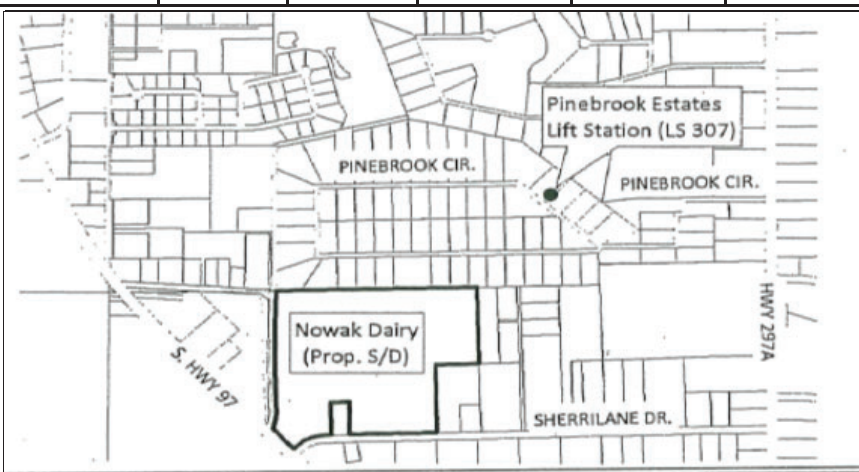 Pinebrook Estates
Lift Station (LS 307)
PINEBROOK CIR.
PINEBROOK CIR.
HWY 297A
Nowak Dairy
(Prop. S/D)
S. HWY 97
SHERRILANE DR.